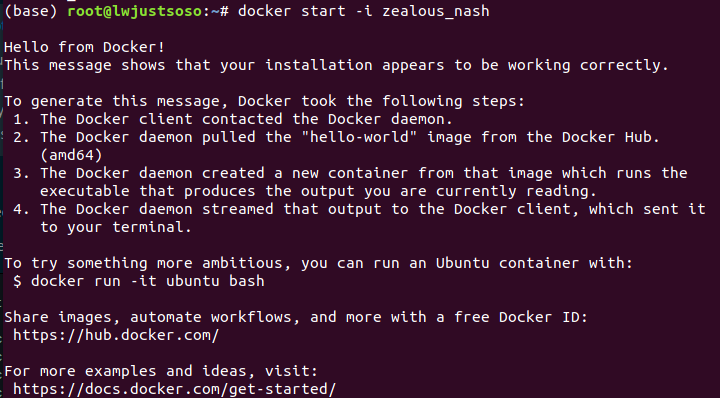 (base) root@lwjustsoso:~# docker start -i zealous_nash
Hello from Docker!
This message shows that your installation appears to be working correctly.
To generate this message, Docker took the following steps:
1. The Docker client contacted the Docker daemon.
2. The Docker daemon pulled the "hello-world" image from the Docker Hub.
(amd64)
3. The Docker daemon created a new container from that image which runs the
executable that produces the output you are currently reading.
4. The Docker daemon streamed that output to the Docker client, which sent it
to your terminal.
To try something more ambitious, you can run an Ubuntu container with:
$ docker run -it ubuntu bash
Share images, automate workflows, and more with a free Docker ID:
https://hub.docker.com/
For more examples and ideas, visit:
https://docs.docker.com/get-started/